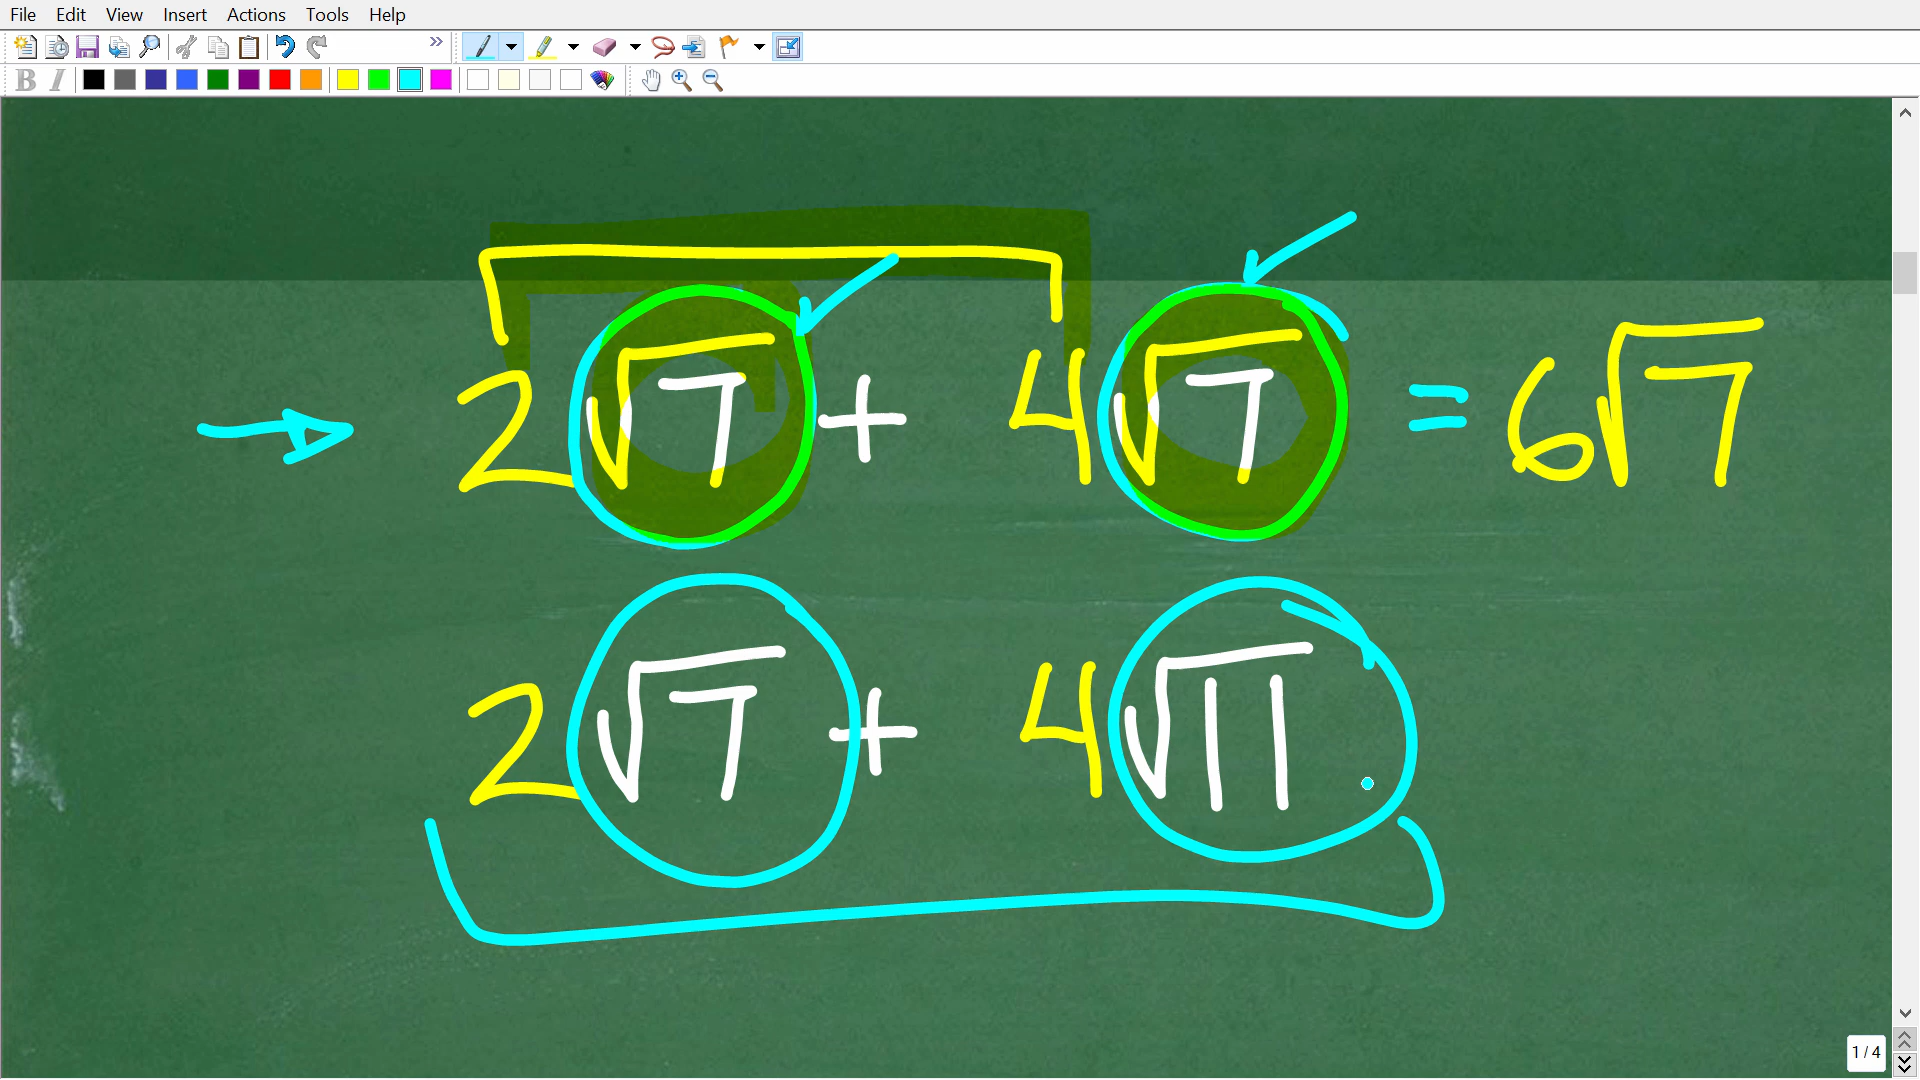 File Edit View Insert Actions Tools Help
B I
2√7 + 4√7 = 6√7
2√7 + 4√11
1 / 4